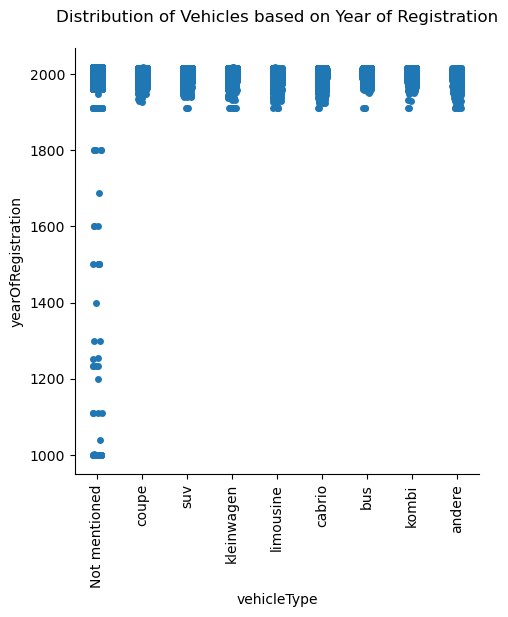 Distribution of Vehicles based on Year of Registration
2000
1800
1600
1400
1200
1000
yearOfRegistration
Not mentioned
coupe
suv
kleinwagen
limousine
cabrio
bus
kombi
andere
vehicleType